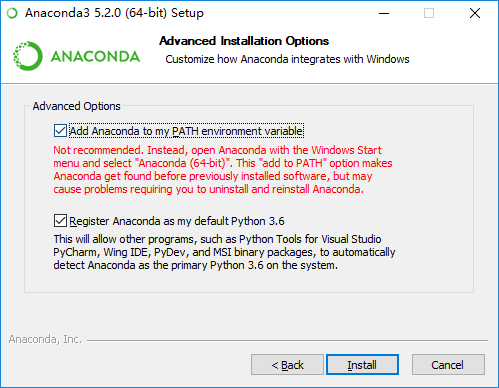 Anaconda3 5.2.0 (64-bit) Setup
ANACONDA
Advanced Installation Options
Customize how Anaconda integrates with Windows
Advanced Options
Add Anaconda to my PATH environment variable
Not recommended. Instead, open Anaconda with the Windows Start
menu and select "Anaconda (64-bit)". This "add to PATH" option makes
Anaconda get found before previously installed software, but may
cause problems requiring you to uninstall and reinstall Anaconda.
Register Anaconda as my default Python 3.6
This will allow other programs, such as Python Tools for Visual Studio
PyCharm, Wing IDE, PyDev, and MSI binary packages, to automatically
detect Anaconda as the primary Python 3.6 on the system.
Anaconda, Inc.
< Back
Install
Cancel